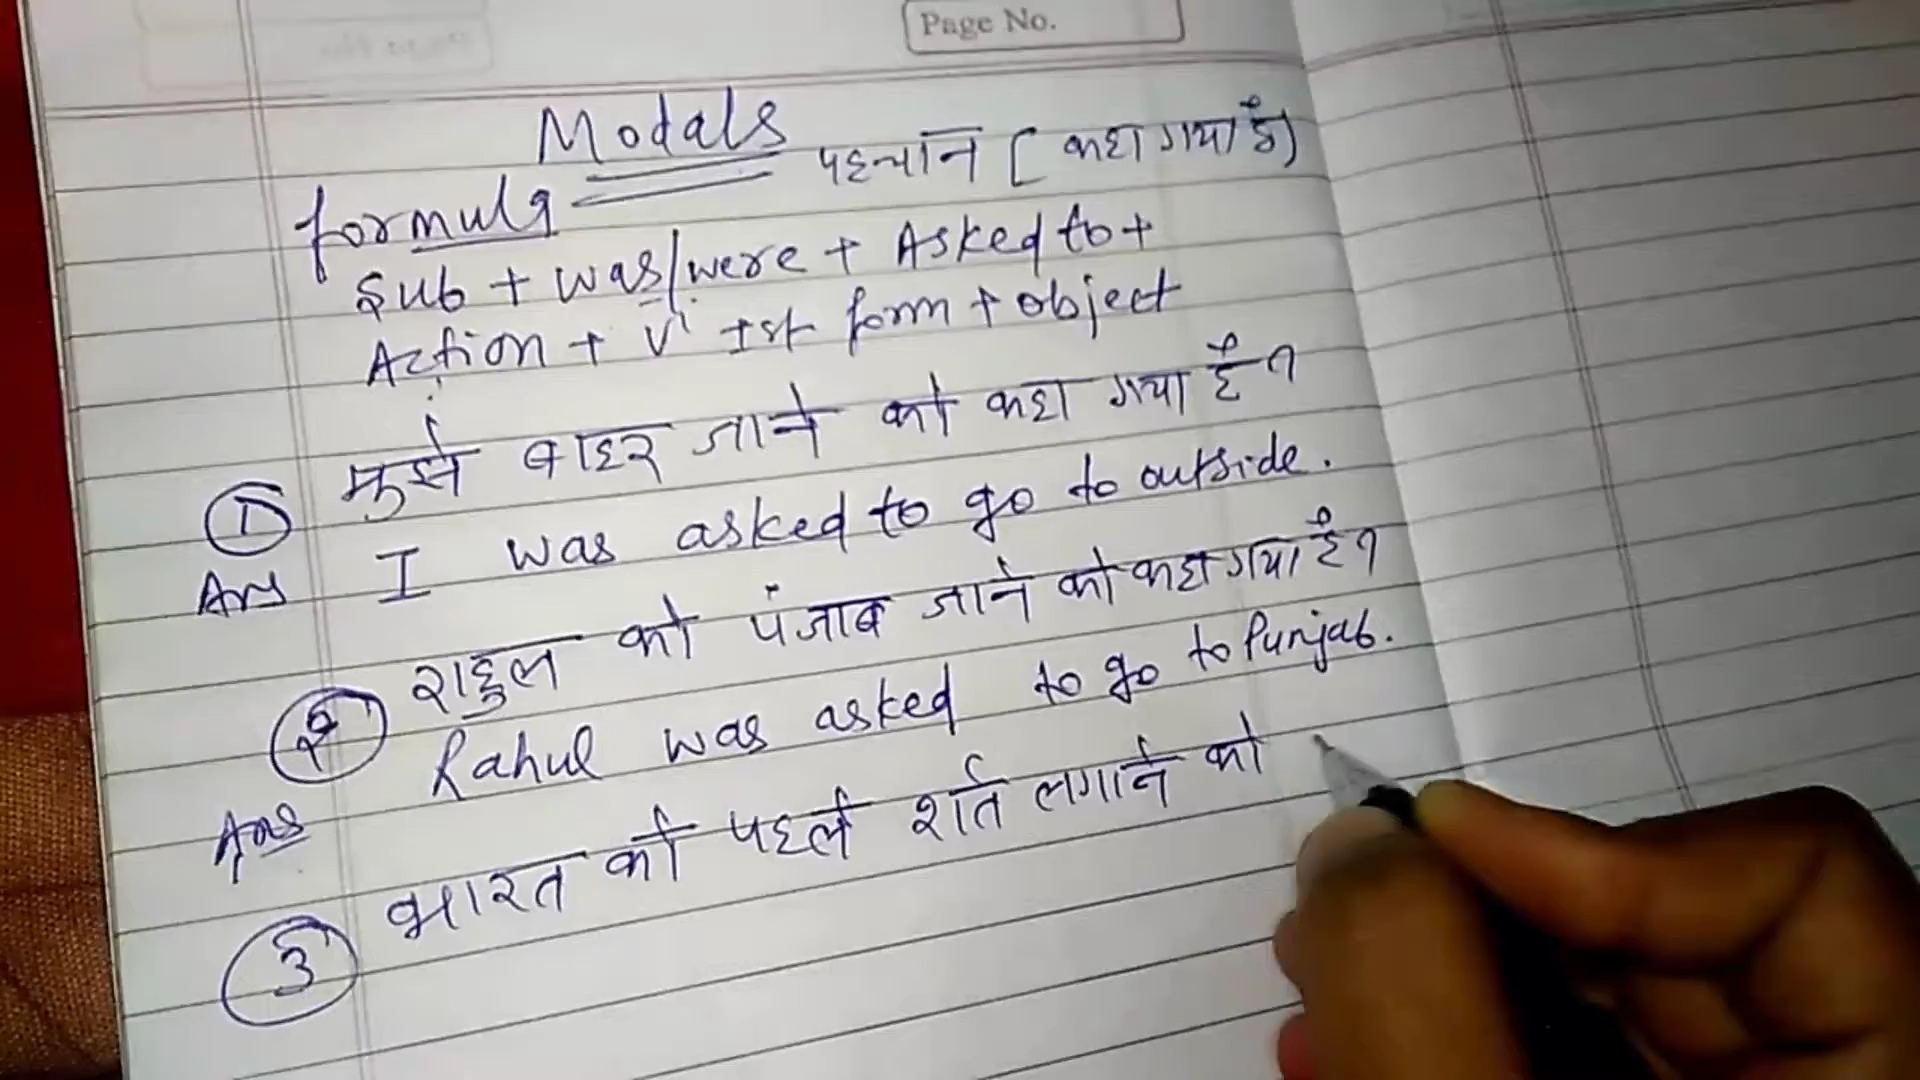 Page No.
Modals
पहचान [ कहा गया है)
formula
Sub + was/were + Asked to +
Action + V¹ Ist form + object
① मुझे बाहर जाने को कहा गया है।
Ans I was asked to go to outside.
② राहुल को पंजाब जाने को कहा गया है।
Ans Rahul was asked to go to Punjab.
③ भारत को पहले शर्त लगाने को